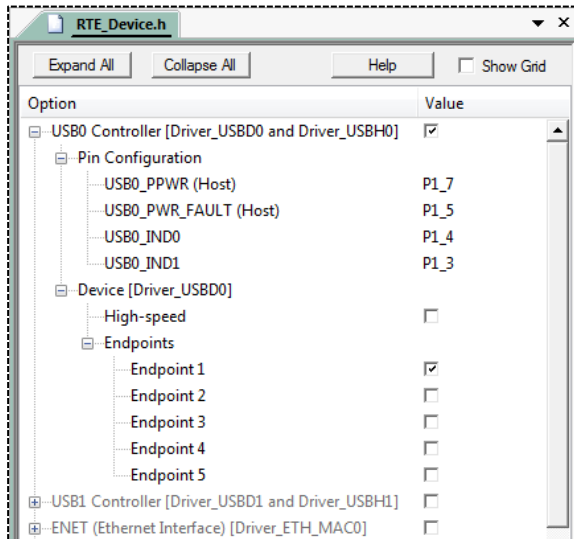 RTE_Device.h
Expand All Collapse All Help Show Grid
Option Value
USB0 Controller [Driver_USBD0 and Driver_USBH0]
Pin Configuration
USB0_PPWR (Host) P1_7
USB0_PWR_FAULT (Host) P1_5
USB0_IND0 P1_4
USB0_IND1 P1_3
Device [Driver_USBD0]
High-speed
Endpoints
Endpoint 1
Endpoint 2
Endpoint 3
Endpoint 4
Endpoint 5
USB1 Controller [Driver_USBD1 and Driver_USBH1]
ENET (Ethernet Interface) [Driver_ETH_MAC0]